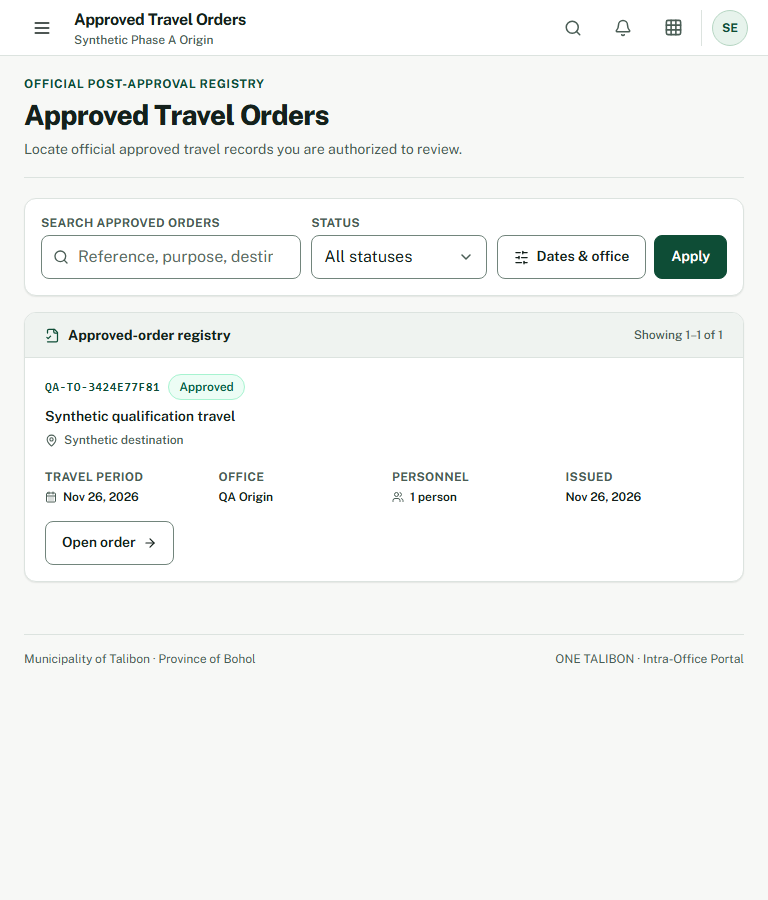 Approved Travel Orders
Synthetic Phase A Origin
SE
OFFICIAL POST-APPROVAL REGISTRY
Approved Travel Orders
Locate official approved travel records you are authorized to review.
SEARCH APPROVED ORDERS
STATUS
Reference, purpose, destir
All statuses
Dates & office
Apply
Approved-order registry
Showing 1–1 of 1
QA-TO-3424E77F81
Approved
Synthetic qualification travel
Synthetic destination
TRAVEL PERIOD
OFFICE
PERSONNEL
ISSUED
Nov 26, 2026
QA Origin
1 person
Nov 26, 2026
Open order
Municipality of Talibon · Province of Bohol
ONE TALIBON · Intra-Office Portal